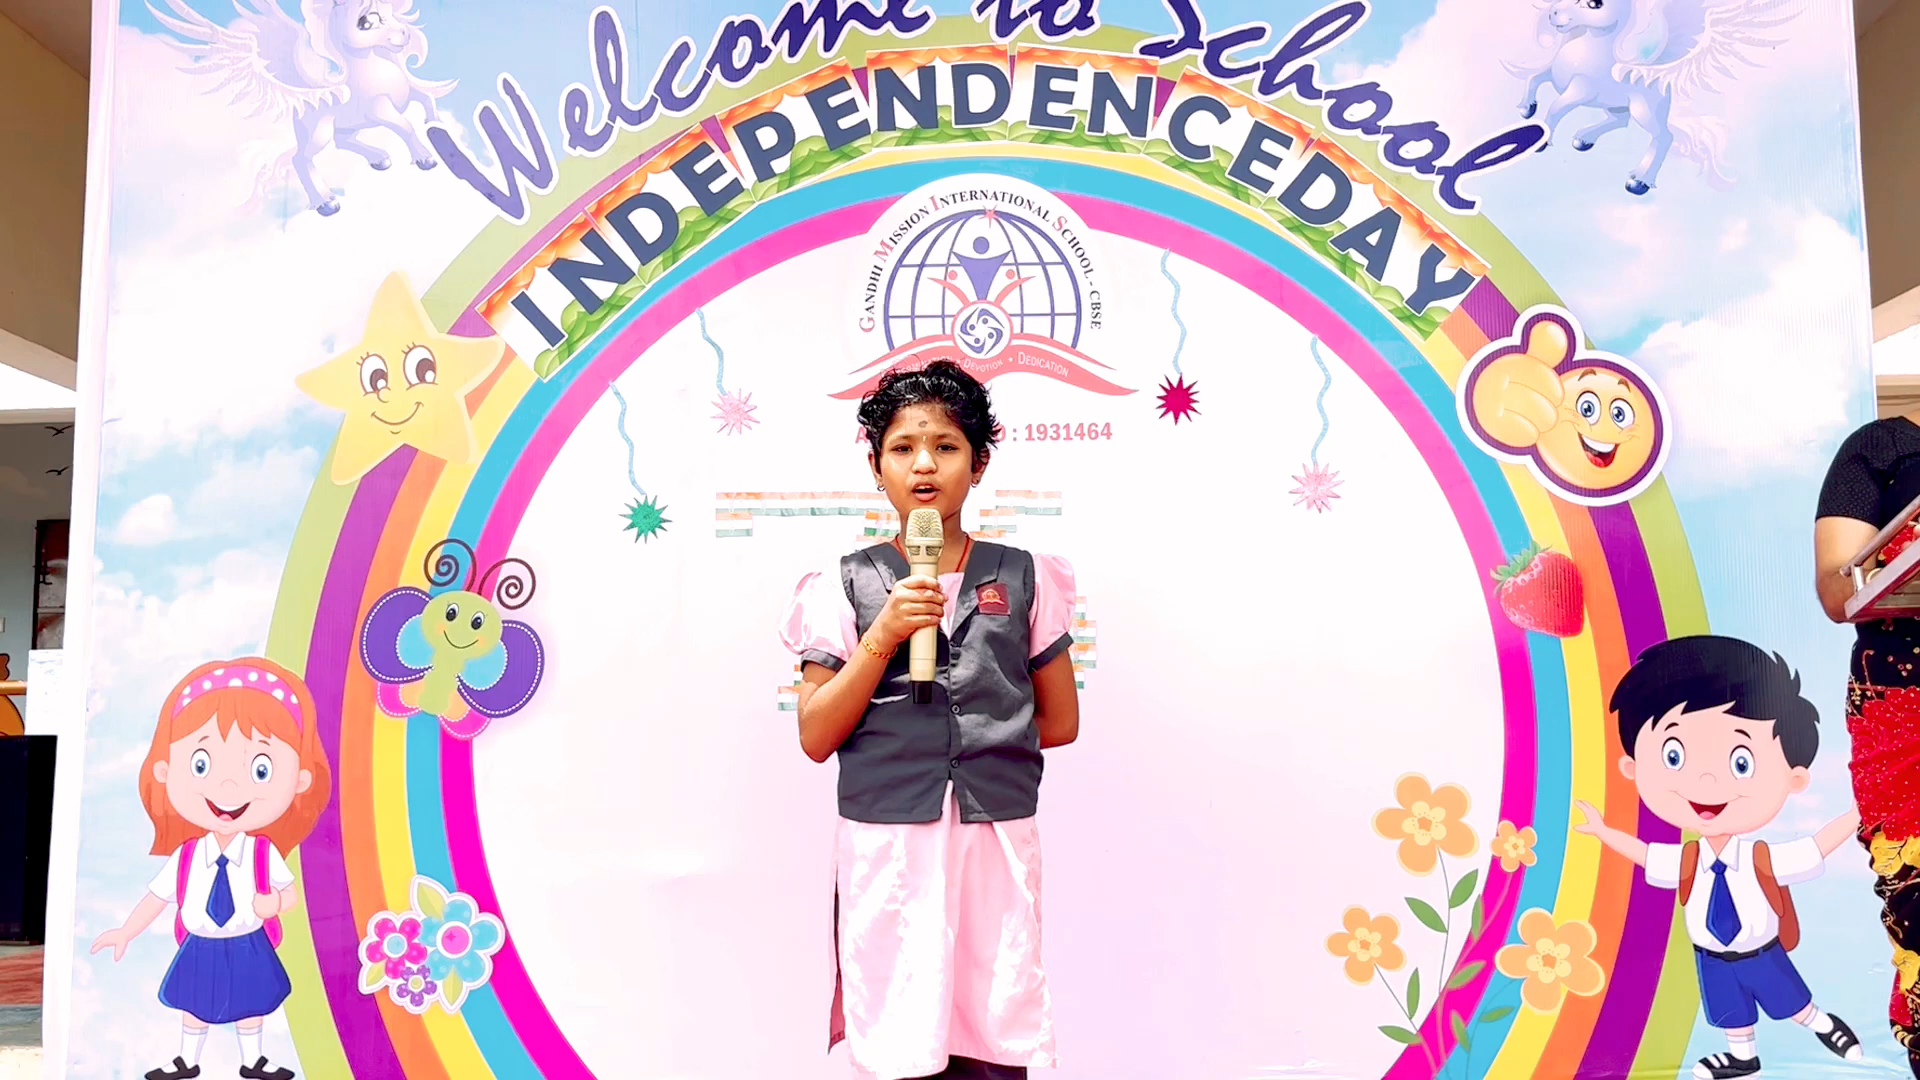 Welcome to School
INDEPENDENCEDAY
GANDHI MISSION INTERNATIONAL SCHOOL - CBSE
DEVOTION • DEDICATION
: 1931464